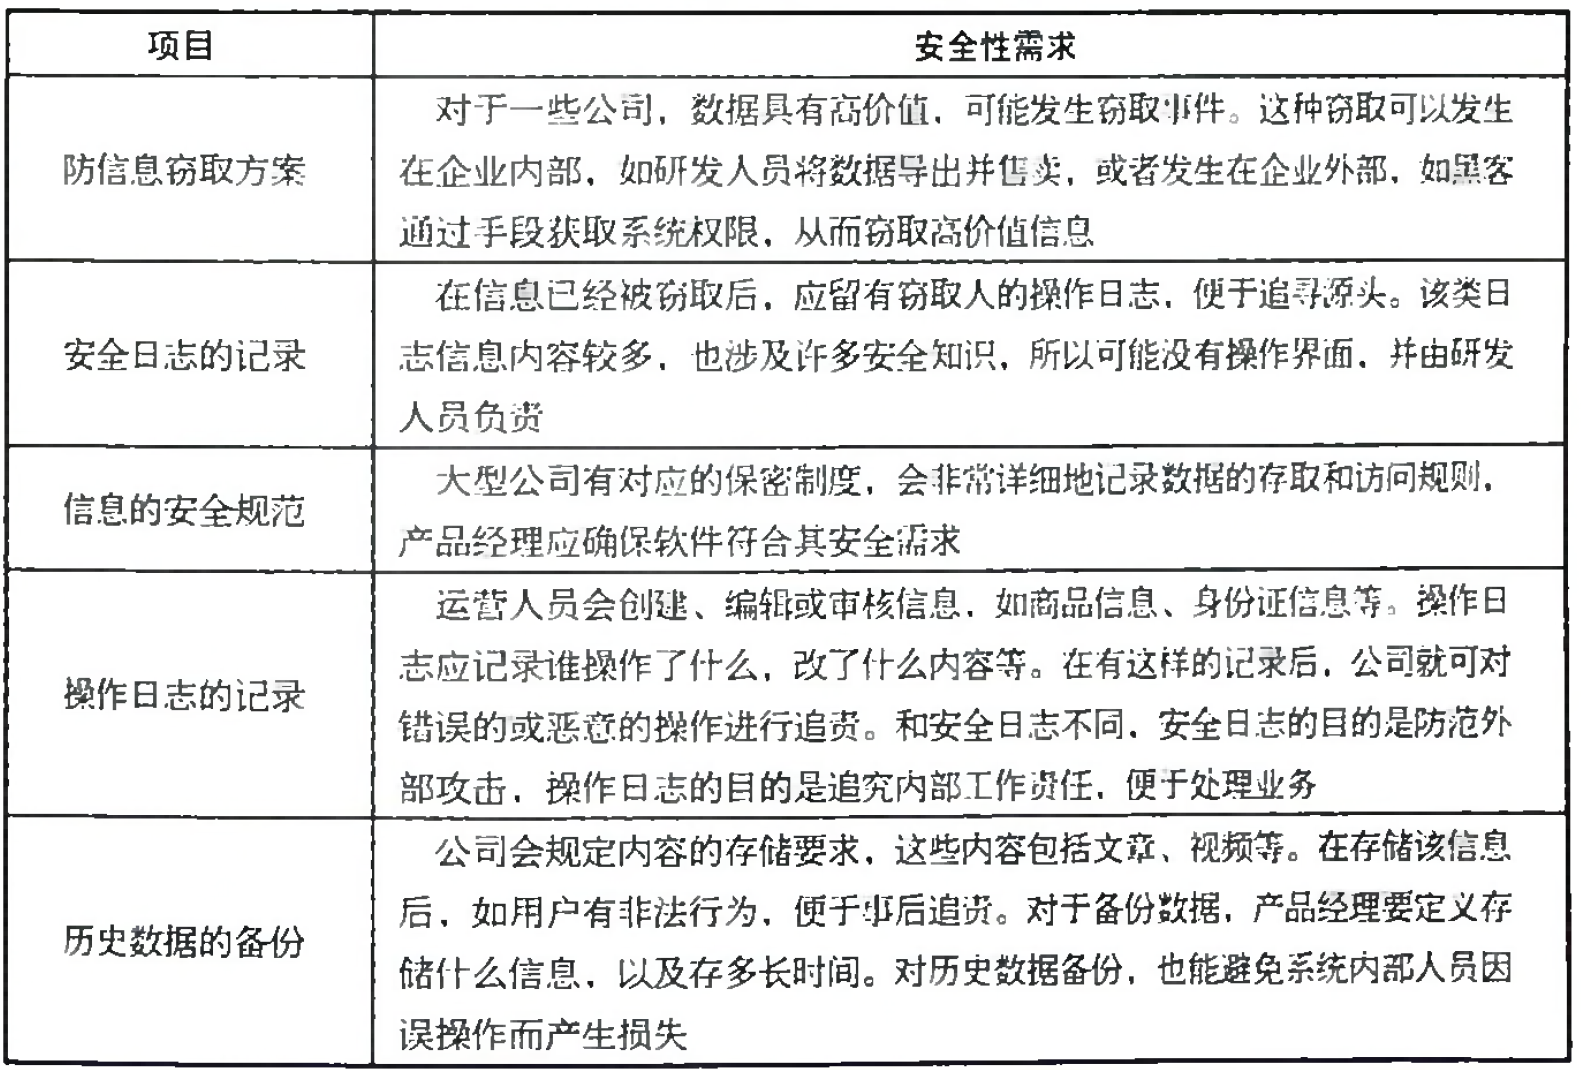 项目
安全性需求
防信息窃取方案
对于一些公司，数据具有高价值，可能发生窃取事件。这种窃取可以发生
在企业内部，如研发人员将数据导出并售卖，或者发生在企业外部，如黑客
通过手段获取系统权限，从而窃取高价值信息
安全日志的记录
在信息已经被窃取后，应留有窃取人的操作日志，便于追寻源头。该类日
志信息内容较多，也涉及许多安全知识，所以可能没有操作界面，并由研发
人员负责
信息的安全规范
大型公司有对应的保密制度，会非常详细地记录数据的存取和访问规则，
产品经理应确保软件符合其安全需求
操作日志的记录
运营人员会创建、编辑或审核信息，如商品信息、身份证信息等。操作日
志应记录谁操作了什么，改了什么内容等。在有这样的记录后，公司就可对
错误的或恶意的操作进行追责。和安全日志不同，安全日志的目的是防范外
部攻击，操作日志的目的是追究内部工作责任，便于处理业务
历史数据的备份
公司会规定内容的存储要求，这些内容包括文章、视频等。在存储该信息
后，如用户有非法行为，便于事后追责。对于备份数据，产品经理要定义存
储什么信息，以及存多长时间。对历史数据备份，也能避免系统内部人员因
误操作而产生损失